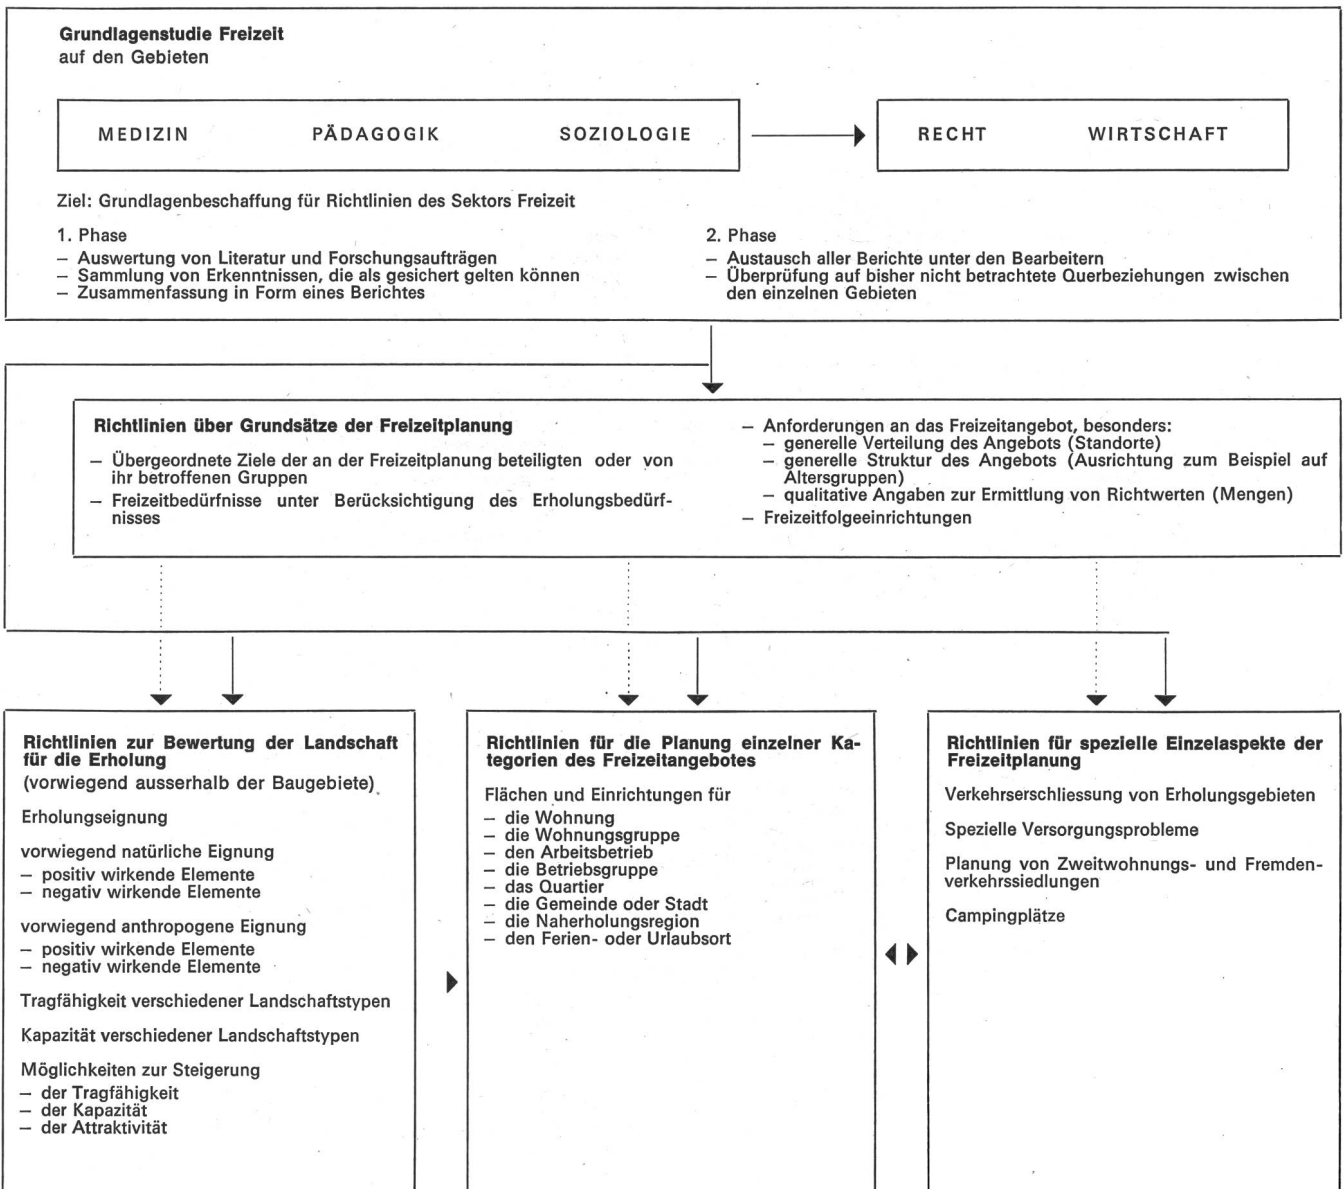 Grundlagenstudie Freizeit
auf den Gebieten
MEDIZIN PÄDAGOGIK SOZIOLOGIE
RECHT WIRTSCHAFT
Ziel: Grundlagenbeschaffung für Richtlinien des Sektors Freizeit
1. Phase
– Auswertung von Literatur und Forschungsaufträgen
– Sammlung von Erkenntnissen, die als gesichert gelten können
– Zusammenfassung in Form eines Berichtes
2. Phase
– Austausch aller Berichte unter den Bearbeitern
– Überprüfung auf bisher nicht betrachtete Querbeziehungen zwischen
den einzelnen Gebieten
Richtlinien über Grundsätze der Freizeitplanung
– Übergeordnete Ziele der an der Freizeitplanung beteiligten oder von
ihr betroffenen Gruppen
– Freizeitbedürfnisse unter Berücksichtigung des Erholungsbedürf-
nisses
– Anforderungen an das Freizeitangebot, besonders:
– generelle Verteilung des Angebots (Standorte)
– generelle Struktur des Angebots (Ausrichtung zum Beispiel auf
Altersgruppen)
– qualitative Angaben zur Ermittlung von Richtwerten (Mengen)
– Freizeitfolgeeinrichtungen
Richtlinien zur Bewertung der Landschaft
für die Erholung
(vorwiegend ausserhalb der Baugebiete)
Erholungseignung
vorwiegend natürliche Eignung
– positiv wirkende Elemente
– negativ wirkende Elemente
vorwiegend anthropogene Eignung
– positiv wirkende Elemente
– negativ wirkende Elemente
Tragfähigkeit verschiedener Landschaftstypen
Kapazität verschiedener Landschaftstypen
Möglichkeiten zur Steigerung
– der Tragfähigkeit
– der Kapazität
– der Attraktivität
Richtlinien für die Planung einzelner Ka-
tegorien des Freizeitangebotes
Flächen und Einrichtungen für
– die Wohnung
– die Wohnungsgruppe
– den Arbeitsbetrieb
– die Betriebsgruppe
– das Quartier
– die Gemeinde oder Stadt
– die Naherholungsregion
– den Ferien- oder Urlaubsort
Richtlinien für spezielle Einzelaspekte der
Freizeitplanung
Verkehrserschliessung von Erholungsgebieten
Spezielle Versorgungsprobleme
Planung von Zweitwohnungs- und Fremden-
verkehrssiedlungen
Campingplätze